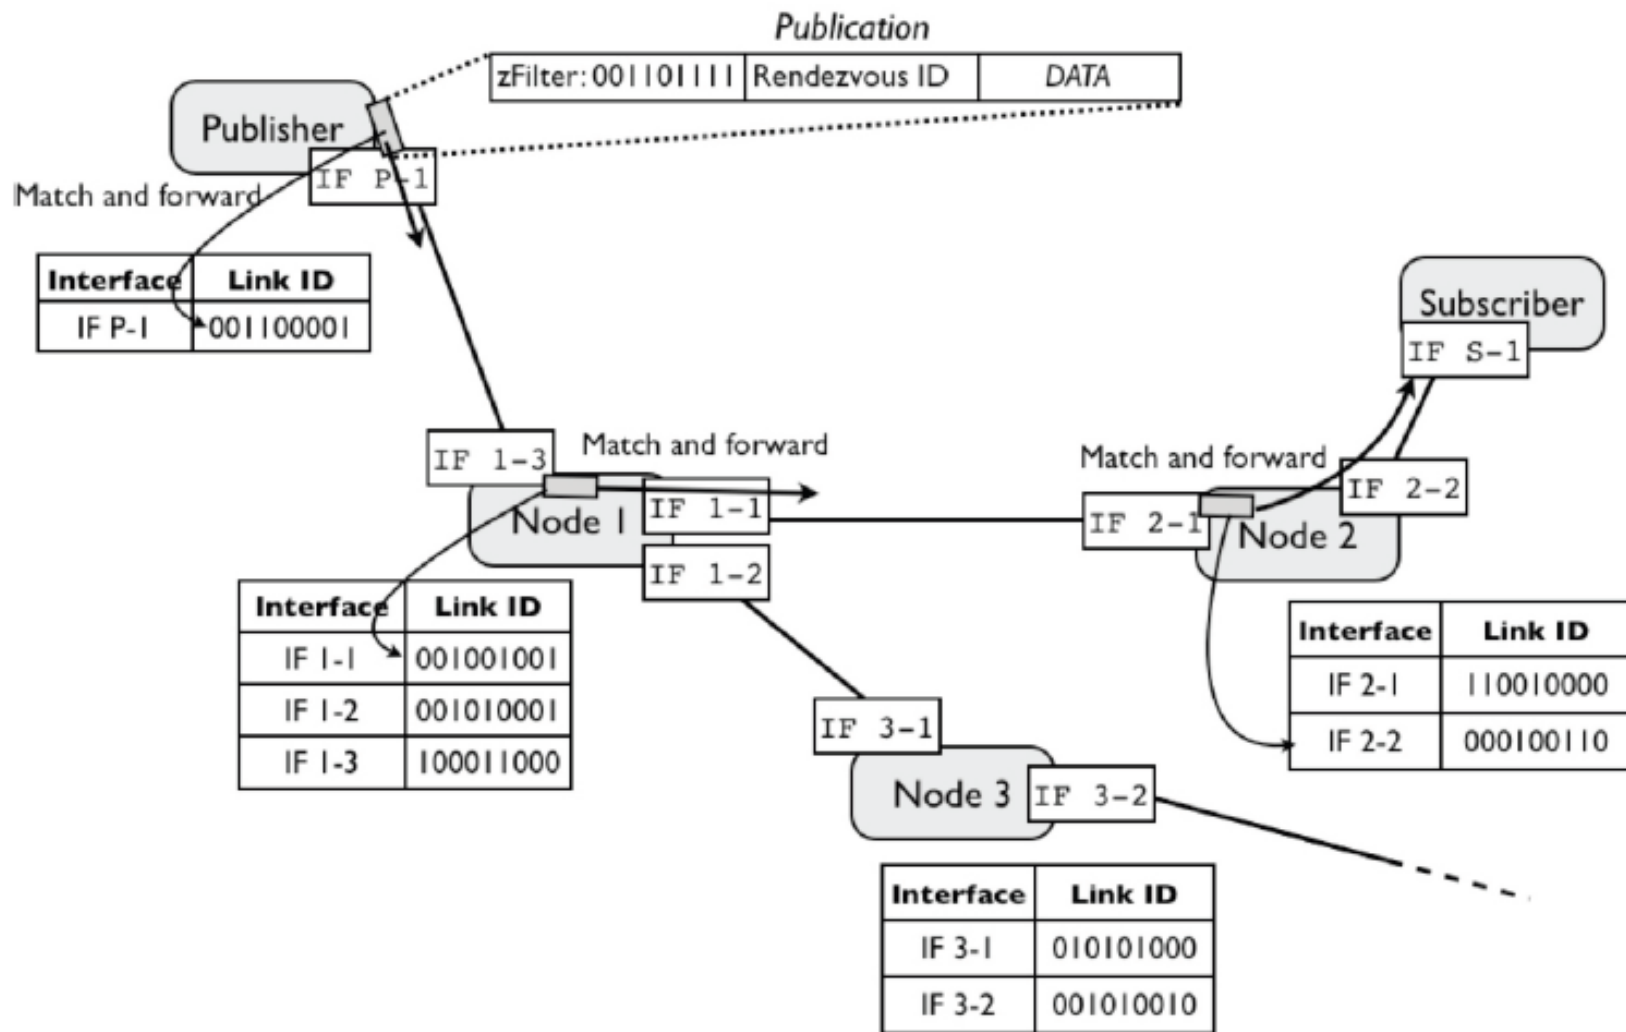 Publication
zFilter: 001101111 Rendezvous ID DATA
Publisher
IF P-1
Match and forward
Interface Link ID
IF P-1 001100001
Subscriber
IF S-1
IF 1-3
Match and forward
Node 1
IF 1-1
IF 1-2
Match and forward
IF 2-1
IF 2-2
Node 2
Interface Link ID
IF 1-1 001001001
IF 1-2 001010001
IF 1-3 100011000
Interface Link ID
IF 2-1 110010000
IF 2-2 000100110
IF 3-1
Node 3
IF 3-2
Interface Link ID
IF 3-1 010101000
IF 3-2 001010010